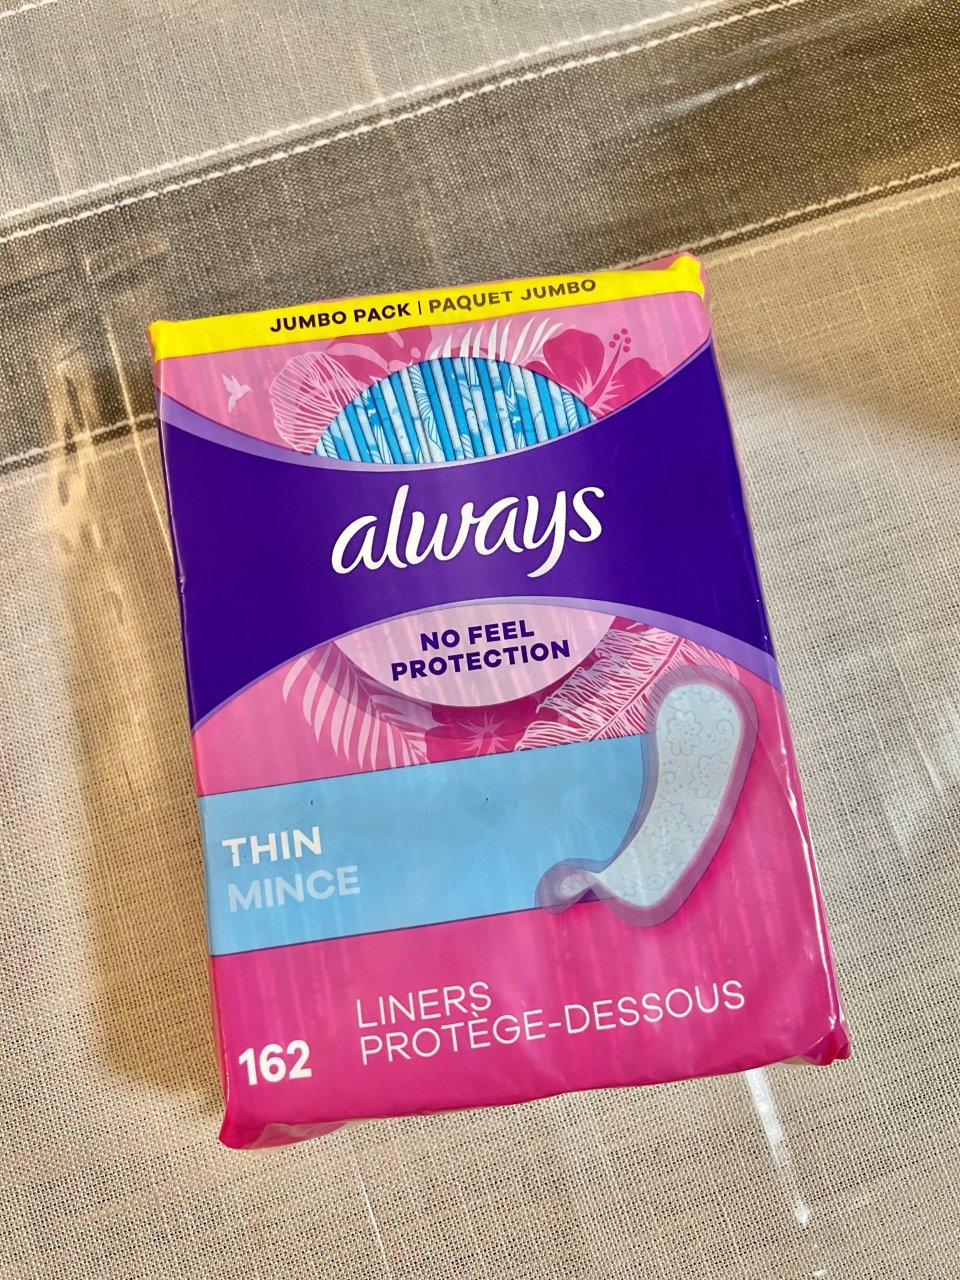 JUMBO PACK | PAQUET JUMBO
always
NO FEEL
PROTECTION
THIN
MINCE
LINERS
PROTÈGE-DESSOUS
162